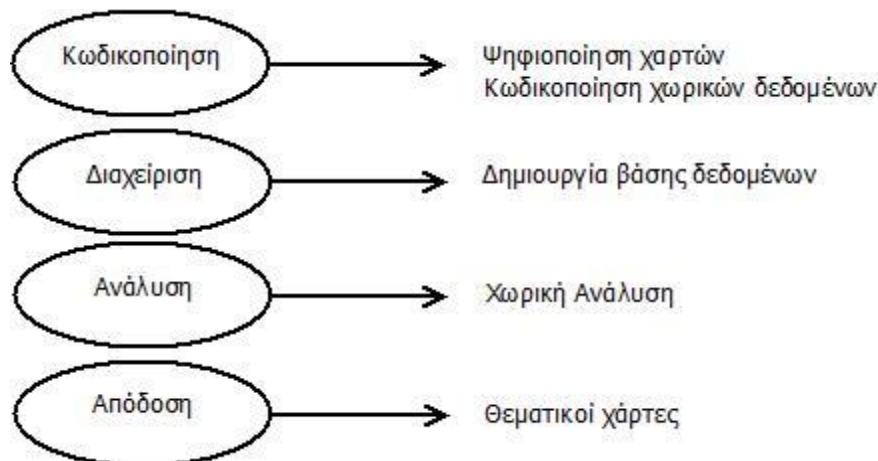 Κωδικοποίηση
Ψηφιοποίηση χαρτών
Κωδικοποίηση χωρικών δεδομένων
Διαχείριση
Δημιουργία βάσης δεδομένων
Ανάλυση
Χωρική Ανάλυση
Απόδοση
Θεματικοί χάρτες